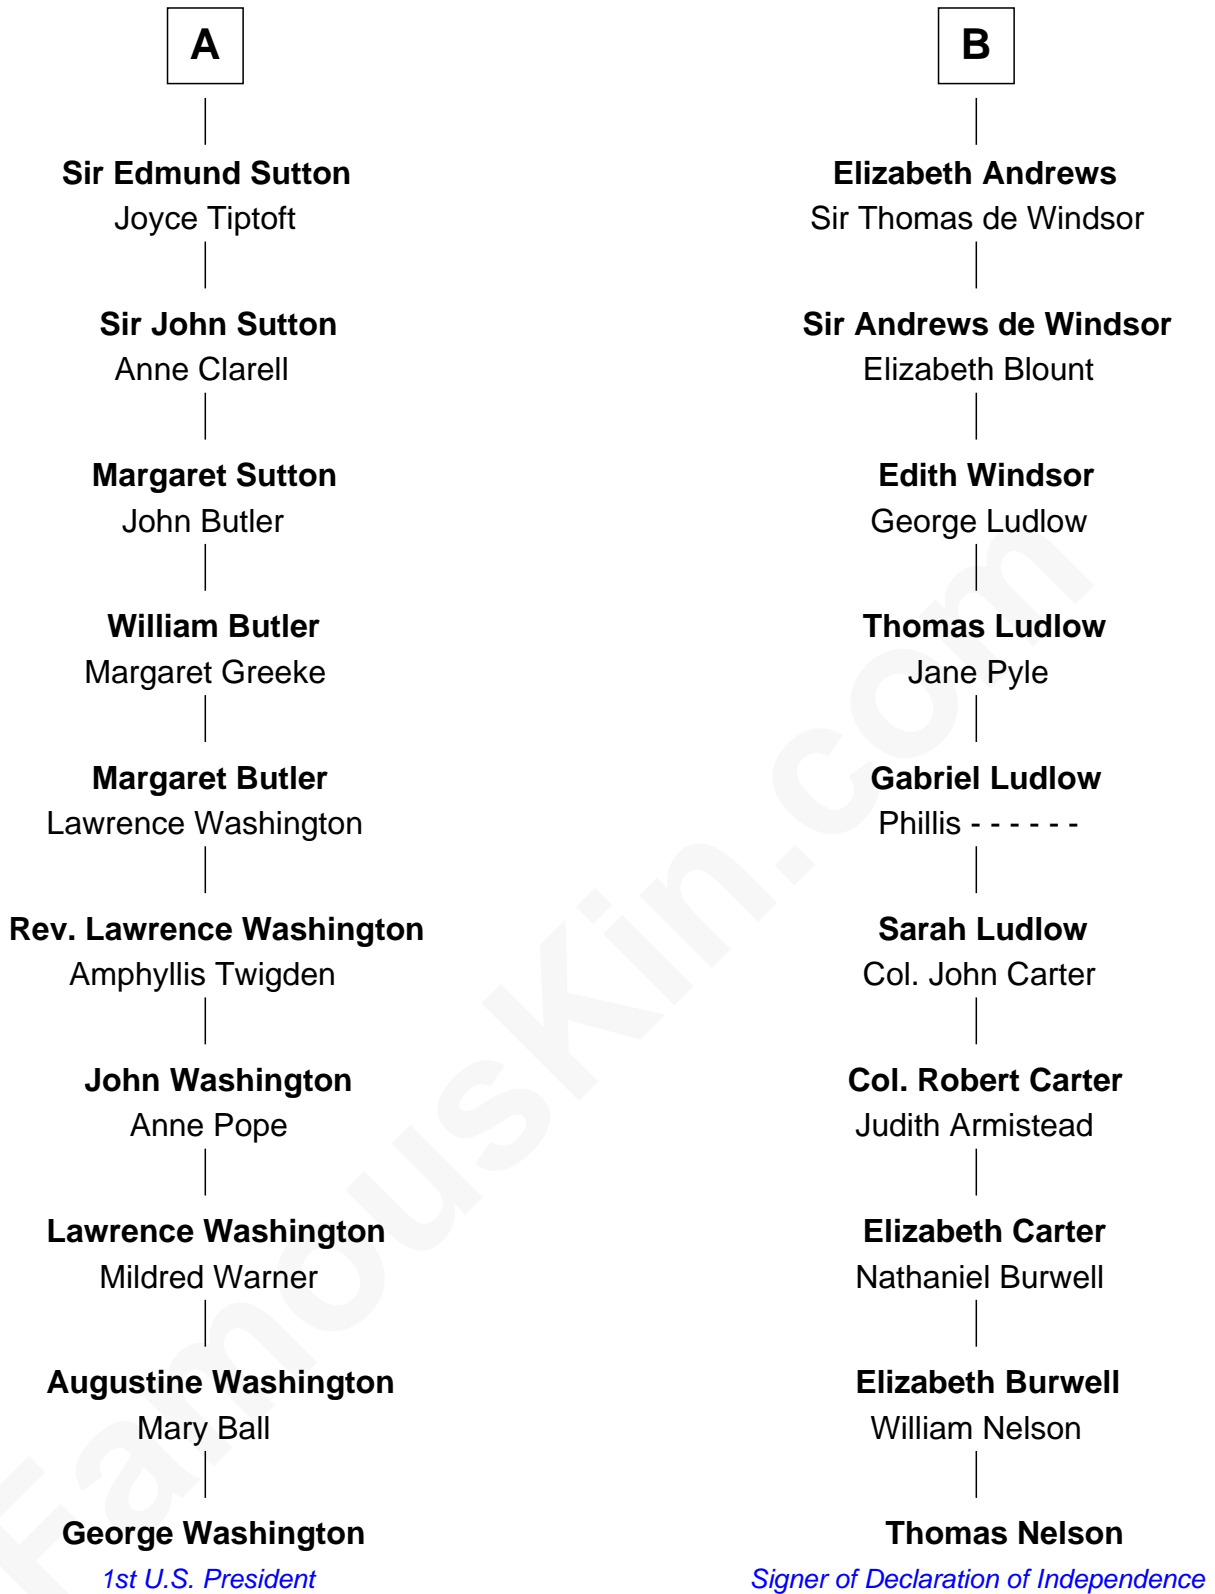 A
Sir Edmund Sutton
Joyce Tiptoft
Sir John Sutton
Anne Clarell
Margaret Sutton
John Butler
William Butler
Margaret Greeke
Margaret Butler
Lawrence Washington
Rev. Lawrence Washington
Amphyllis Twigden
John Washington
Anne Pope
Lawrence Washington
Mildred Warner
Augustine Washington
Mary Ball
George Washington
1st U.S. President
B
Elizabeth Andrews
Sir Thomas de Windsor
Sir Andrews de Windsor
Elizabeth Blount
Edith Windsor
George Ludlow
Thomas Ludlow
Jane Pyle
Gabriel Ludlow
Phillis - - - - - -
Sarah Ludlow
Col. John Carter
Col. Robert Carter
Judith Armistead
Elizabeth Carter
Nathaniel Burwell
Elizabeth Burwell
William Nelson
Thomas Nelson
Signer of Declaration of Independence
FamousKin.com